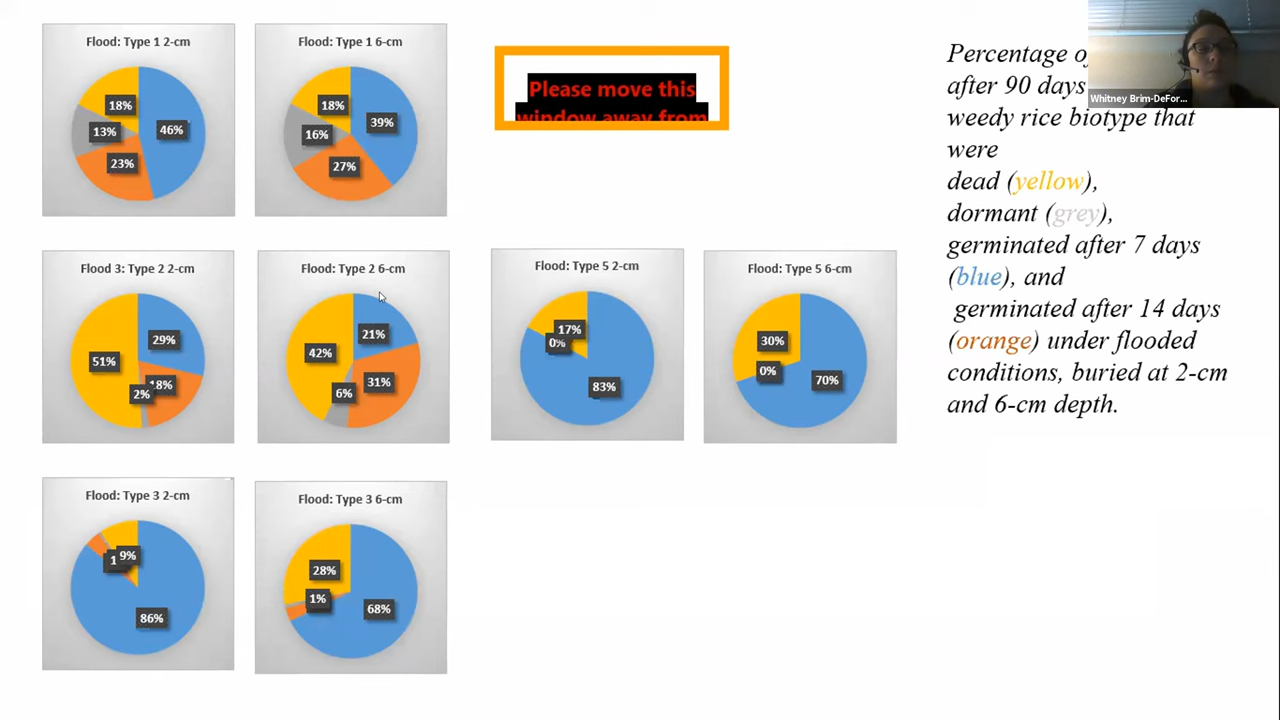 Flood: Type 1 2-cm
18%
13%
46%
23%
Flood: Type 1 6-cm
18%
39%
16%
27%
Please move this
window away from
Flood 3: Type 2 2-cm
29%
51%
18%
2%
Flood: Type 2 6-cm
21%
42%
31%
6%
Flood: Type 5 2-cm
17%
0%
83%
Flood: Type 5 6-cm
30%
0%
70%
Flood: Type 3 2-cm
9%
86%
Flood: Type 3 6-cm
28%
1%
68%
Percentage
after 90 days
weedy rice biotype that
were
dead (yellow),
dormant (grey),
germinated after 7 days
(blue), and
germinated after 14 days
(orange) under flooded
conditions, buried at 2-cm
and 6-cm depth.
Whitney Brim-DeFor...